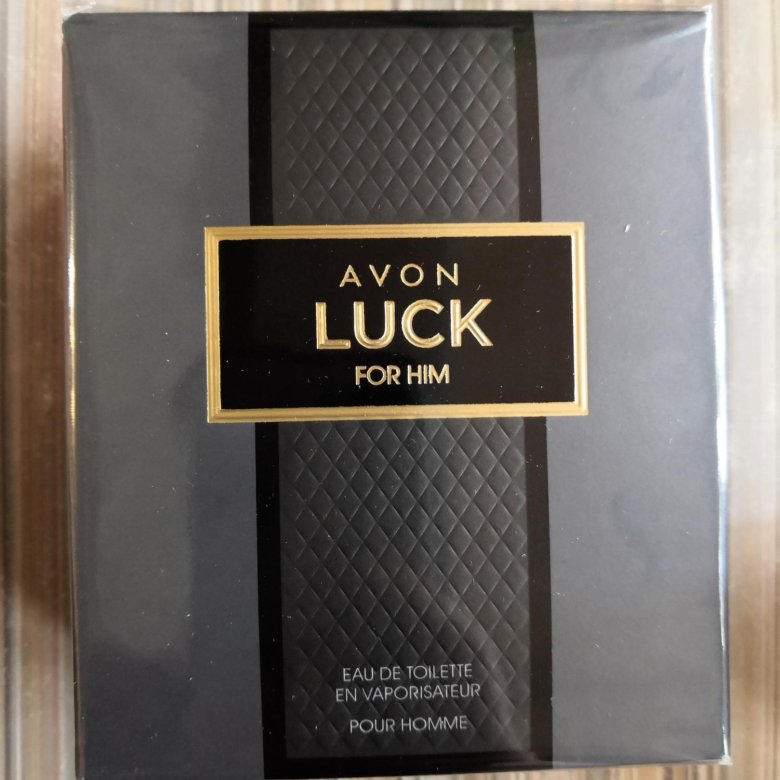 AVON
LUCK
FOR HIM
EAU DE TOILETTE
EN VAPORISATEUR
POUR HOMME